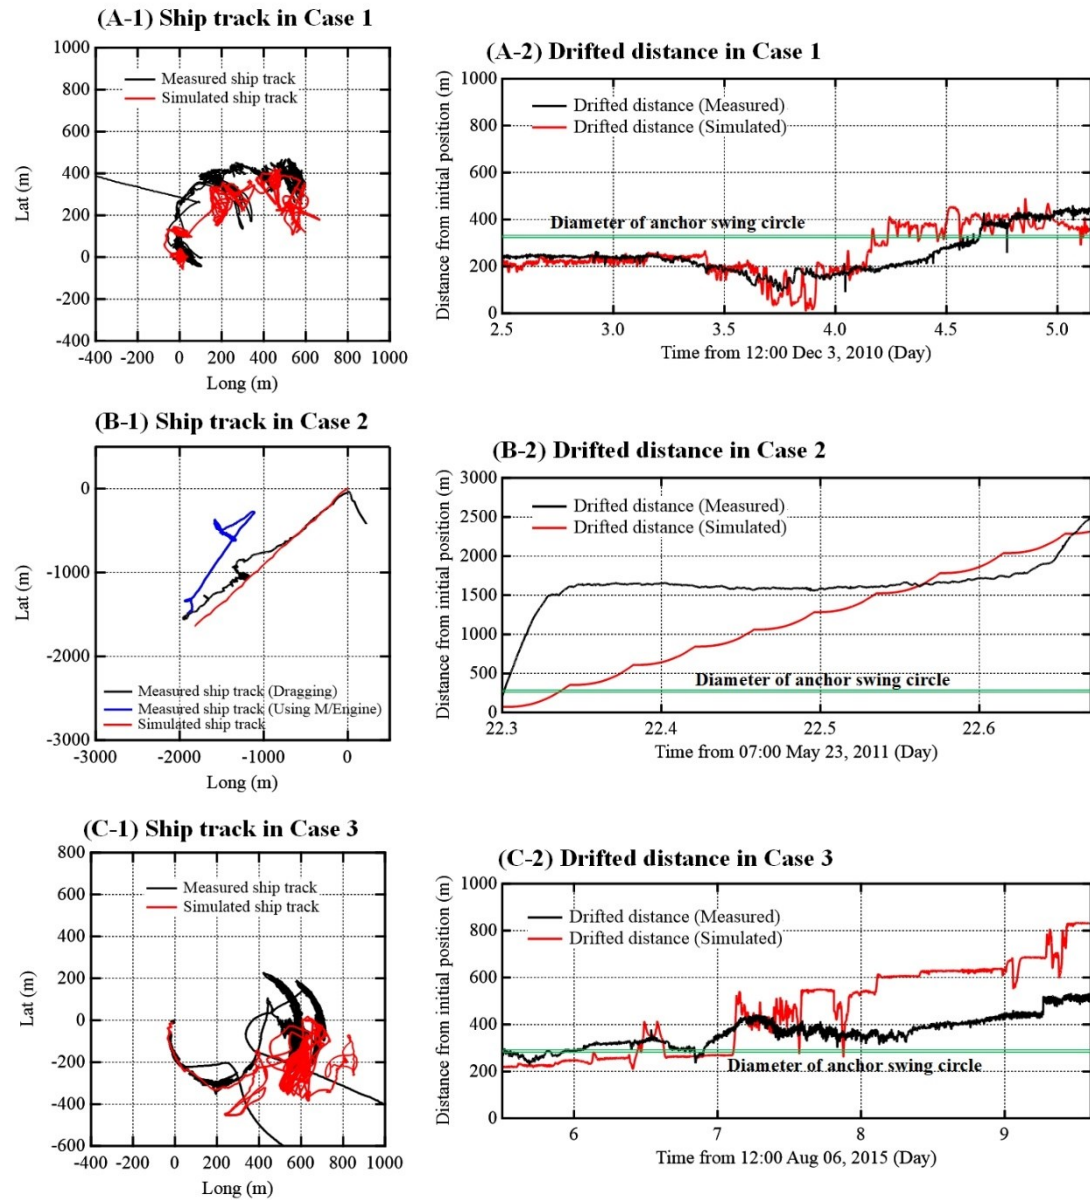 (A-1) Ship track in Case 1
1000
800
600
400
200
0
-200
-400
Lat (m)
Measured ship track
Simulated ship track
-400 -200 0 200 400 600 800 1000
Long (m)
(A-2) Drifted distance in Case 1
Distance from initial position (m)
1000
800
600
400
200
0
Drifted distance (Measured)
Drifted distance (Simulated)
Diameter of anchor swing circle
2.5 3.0 3.5 4.0 4.5 5.0
Time from 12:00 Dec 3, 2010 (Day)
(B-1) Ship track in Case 2
0
-1000
-2000
-3000
Lat (m)
Measured ship track (Dragging)
Measured ship track (Using M/Engine)
Simulated ship track
-3000 -2000 -1000 0
Long (m)
(B-2) Drifted distance in Case 2
Distance from initial position (m)
3000
2500
2000
1500
1000
500
0
Drifted distance (Measured)
Drifted distance (Simulated)
Diameter of anchor swing circle
22.3 22.4 22.5 22.6
Time from 07:00 May 23, 2011 (Day)
(C-1) Ship track in Case 3
800
600
400
200
0
-200
-400
-600
Lat (m)
Measured ship track
Simulated ship track
-400 -200 0 200 400 600 800 1000
Long (m)
(C-2) Drifted distance in Case 3
Distance from initial position (m)
1000
800
600
400
200
0
Drifted distance (Measured)
Drifted distance (Simulated)
Diameter of anchor swing circle
6 7 8 9
Time from 12:00 Aug 06, 2015 (Day)